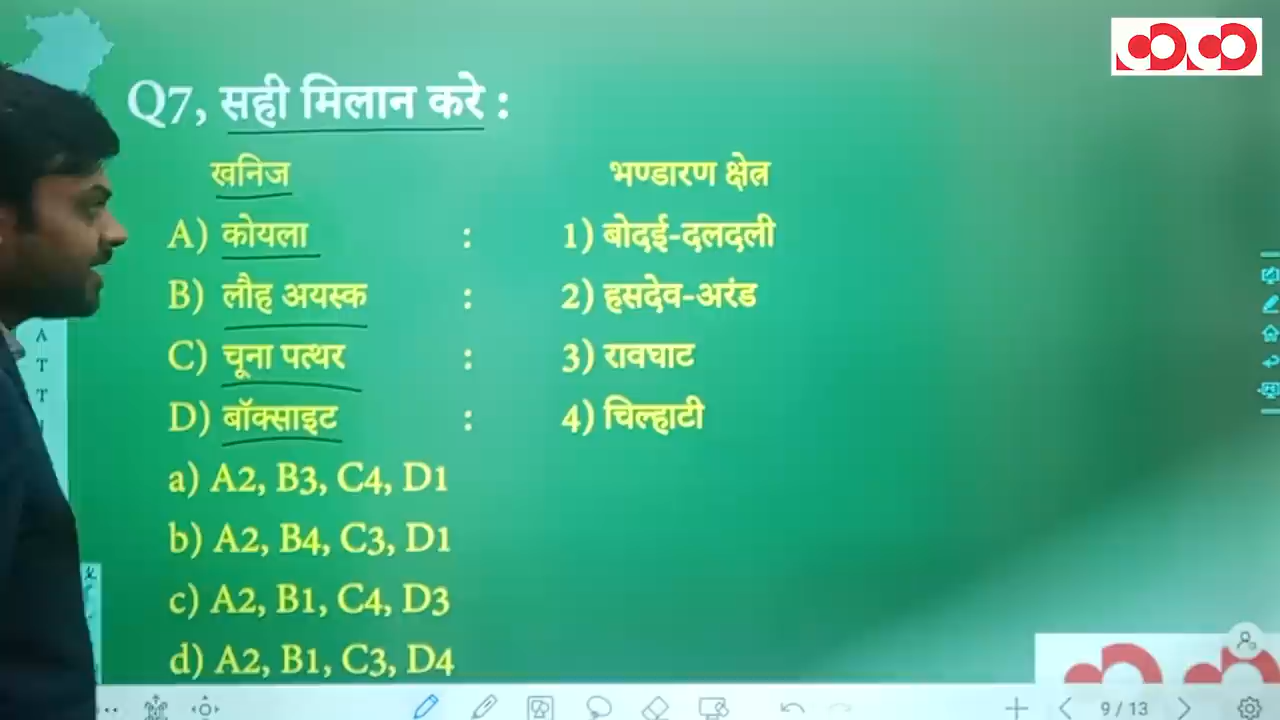 Q7, सही मिलान करे :
खनिज भण्डारण क्षेत्र
A) कोयला : 1) बोदई-दलदली
B) लौह अयस्क : 2) हसदेव-अरंड
C) चूना पत्थर : 3) रावघाट
D) बॉक्साइट : 4) चिल्हाटी
a) A2, B3, C4, D1
b) A2, B4, C3, D1
c) A2, B1, C4, D3
d) A2, B1, C3, D4
A
T
T
9 / 13